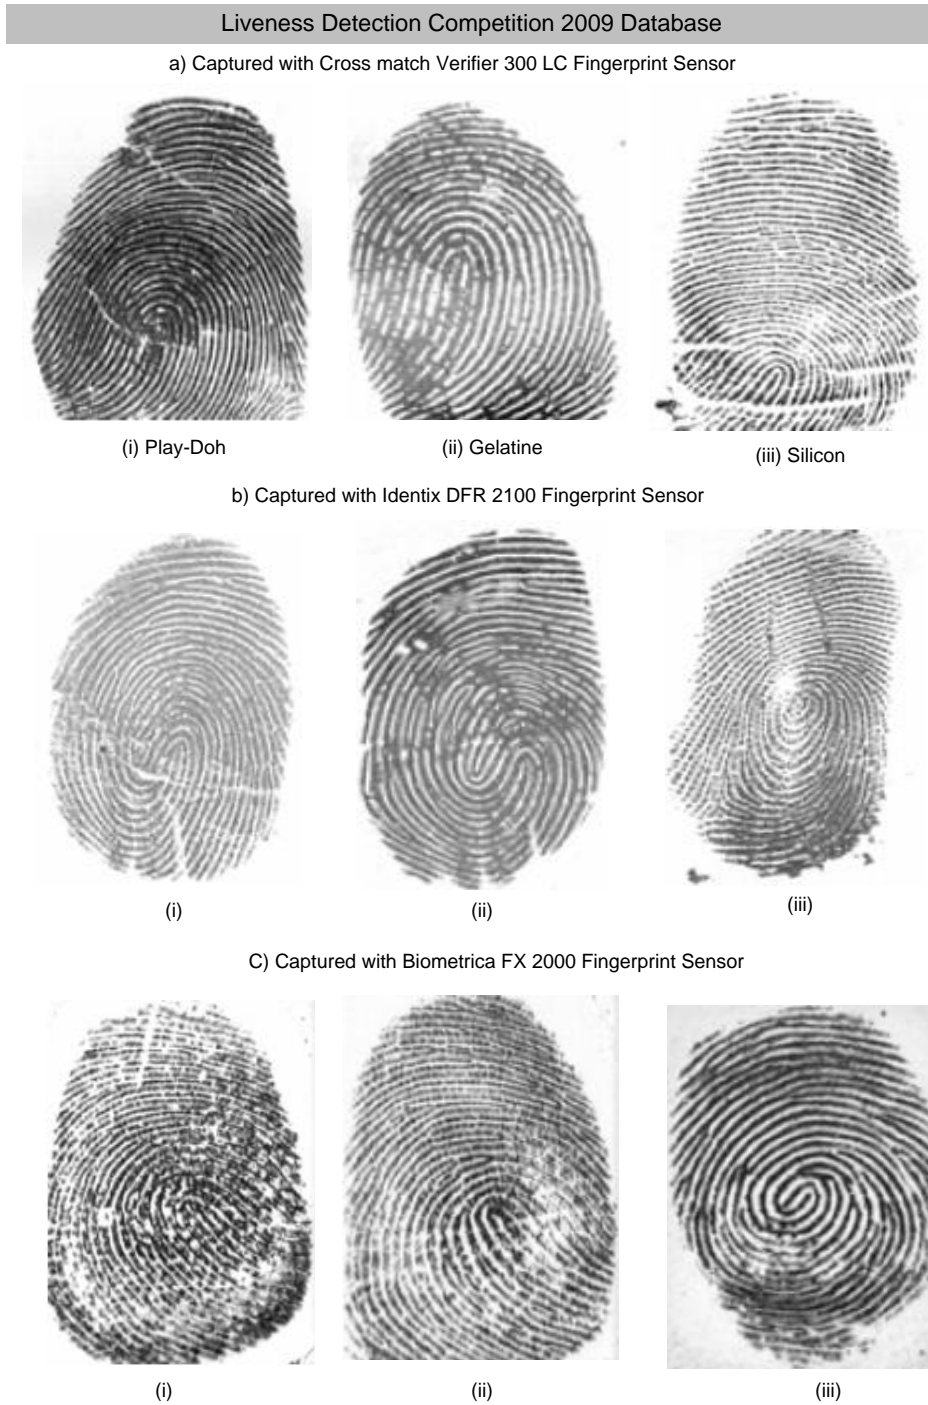 Liveness Detection Competition 2009 Database
a) Captured with Cross match Verifier 300 LC Fingerprint Sensor
(i) Play-Doh
(ii) Gelatine
(iii) Silicon
b) Captured with Identix DFR 2100 Fingerprint Sensor
(i)
(ii)
(iii)
C) Captured with Biometrica FX 2000 Fingerprint Sensor
(i)
(ii)
(iii)